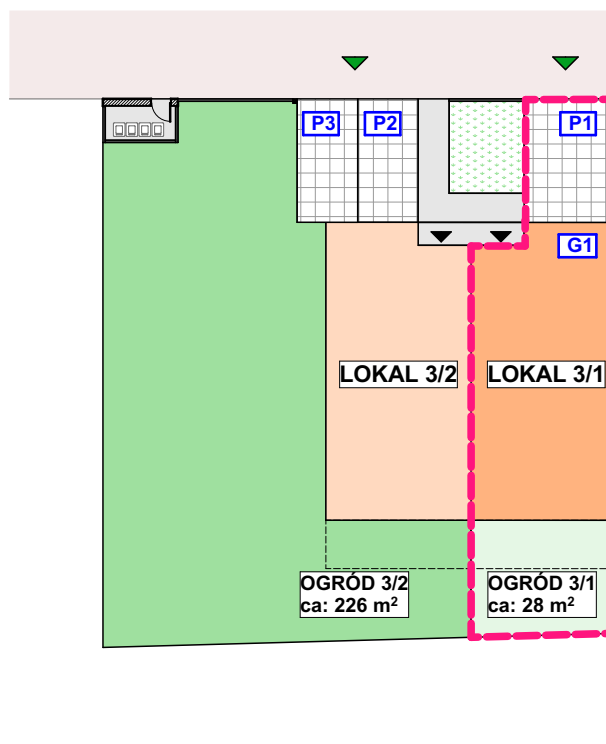 P3
P2
P1
G1
LOKAL 3/2
LOKAL 3/1
OGRÓD 3/2
ca: 226 m²
OGRÓD 3/1
ca: 28 m²